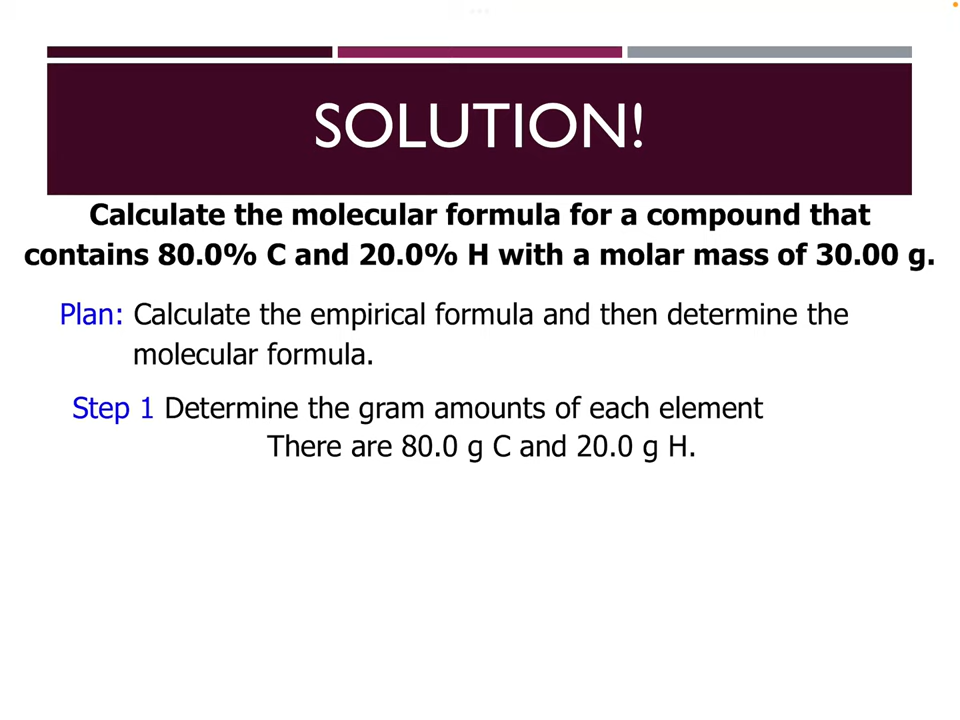 SOLUTION!
Calculate the molecular formula for a compound that
contains 80.0% C and 20.0% H with a molar mass of 30.00 g.
Plan: Calculate the empirical formula and then determine the
molecular formula.
Step 1 Determine the gram amounts of each element
There are 80.0 g C and 20.0 g H.